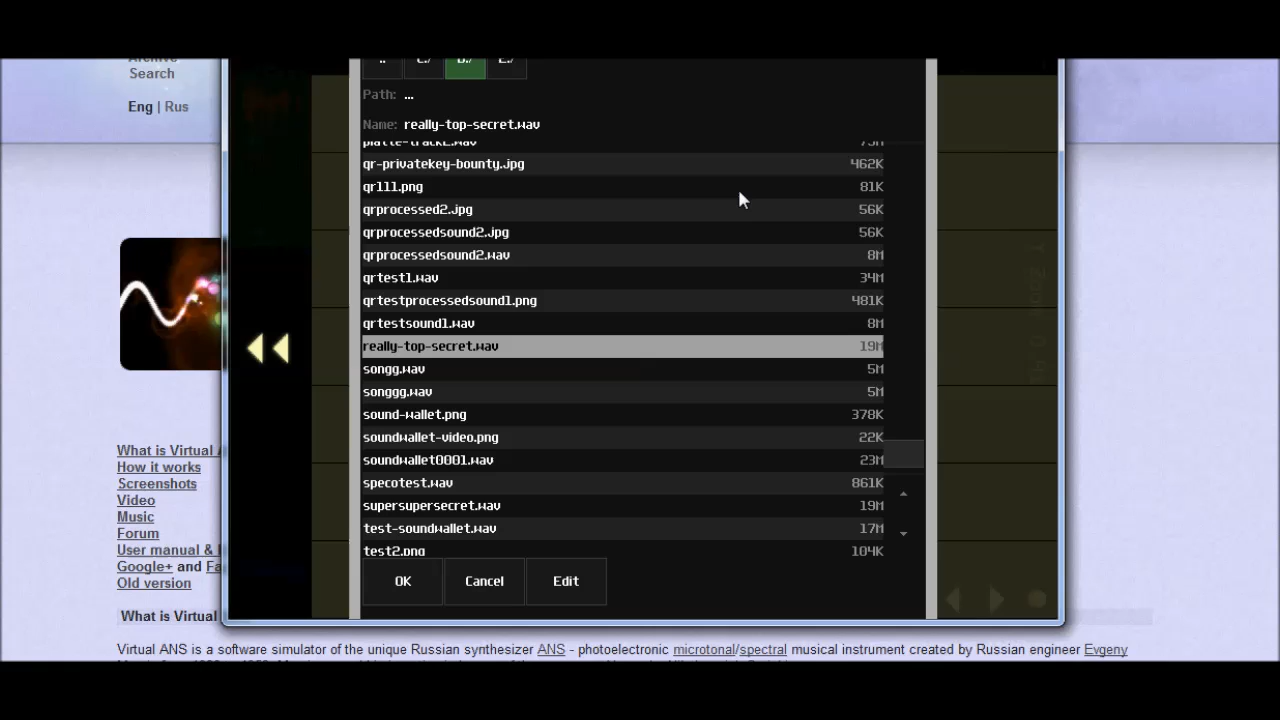 Archive
Search
Eng | Rus
What is Virtual
How it works
Screenshots
Video
Music
Forum
User manual &
Google+ and
Old version
What is Virtual
Virtual ANS is a software simulator of the unique Russian synthesizer ANS - photoelectronic microtonal/spectral musical instrument created by Russian engineer Evgeny
Path: ...
Name: really-top-secret.wav
platte-track2.wav 75M
qr-privatekey-bounty.jpg 462K
qr111.png 81K
qrprocessed2.jpg 56K
qrprocessedsound2.jpg 56K
qrprocessedsound2.wav 8M
qrtest1.wav 34M
qrtestprocessedsound1.png 481K
qrtestsound1.wav 8M
really-top-secret.wav 19M
songg.wav 5M
songgg.wav 5M
sound-wallet.png 378K
soundwallet-video.png 22K
soundwallet0001.wav 23M
specotest.wav 861K
supersupersecret.wav 19M
test-soundwallet.wav 17M
test2.png 104K
OK Cancel Edit